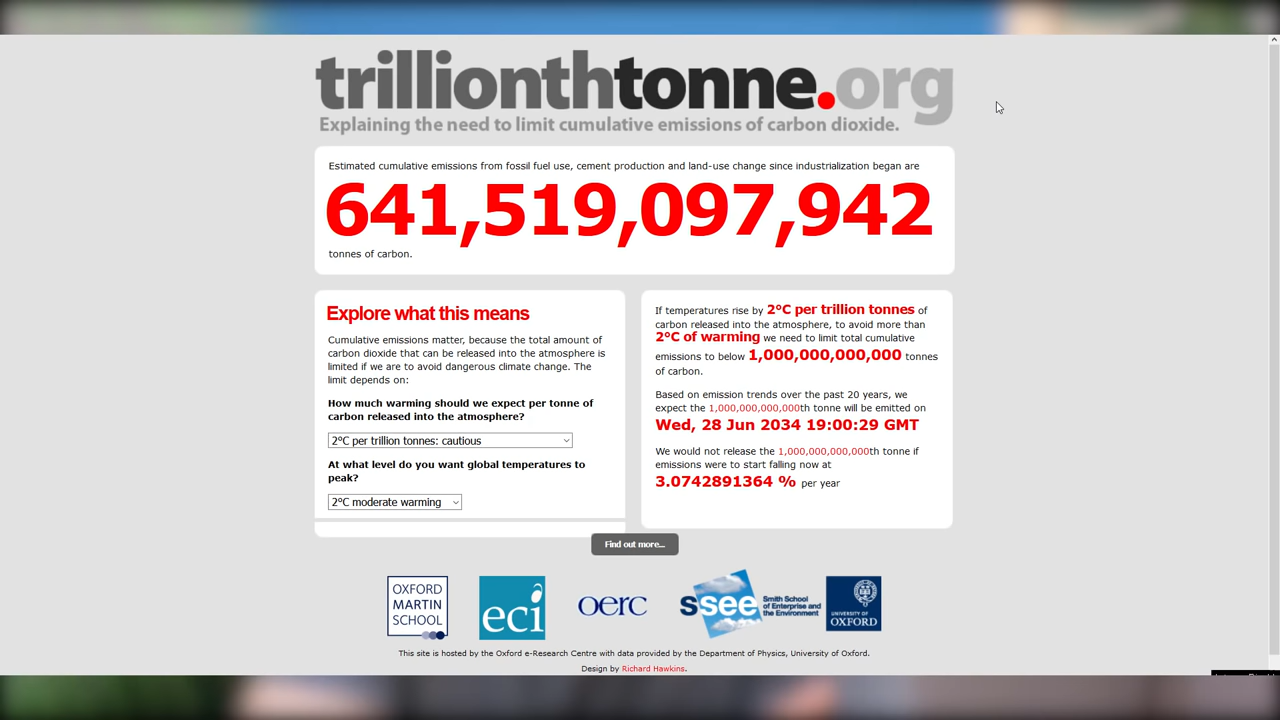 trillionthtonne.org
Explaining the need to limit cumulative emissions of carbon dioxide.
Estimated cumulative emissions from fossil fuel use, cement production and land-use change since industrialization began are
641,519,097,942
tonnes of carbon.
Explore what this means
Cumulative emissions matter, because the total amount of
carbon dioxide that can be released into the atmosphere is
limited if we are to avoid dangerous climate change. The
limit depends on:
How much warming should we expect per tonne of
carbon released into the atmosphere?
2°C per trillion tonnes: cautious
At what level do you want global temperatures to
peak?
2°C moderate warming
If temperatures rise by 2°C per trillion tonnes of
carbon released into the atmosphere, to avoid more than
2°C of warming we need to limit total cumulative
emissions to below 1,000,000,000,000 tonnes
of carbon.
Based on emission trends over the past 20 years, we
expect the 1,000,000,000,000th tonne will be emitted on
Wed, 28 Jun 2034 19:00:29 GMT
We would not release the 1,000,000,000,000th tonne if
emissions were to start falling now at
3.0742891364 % per year
Find out more...
OXFORD
MARTIN
SCHOOL
eci
oerc
ssee
Smith School
of Enterprise and
the Environment
UNIVERSITY OF
OXFORD
This site is hosted by the Oxford e-Research Centre with data provided by the Department of Physics, University of Oxford.
Design by Richard Hawkins.